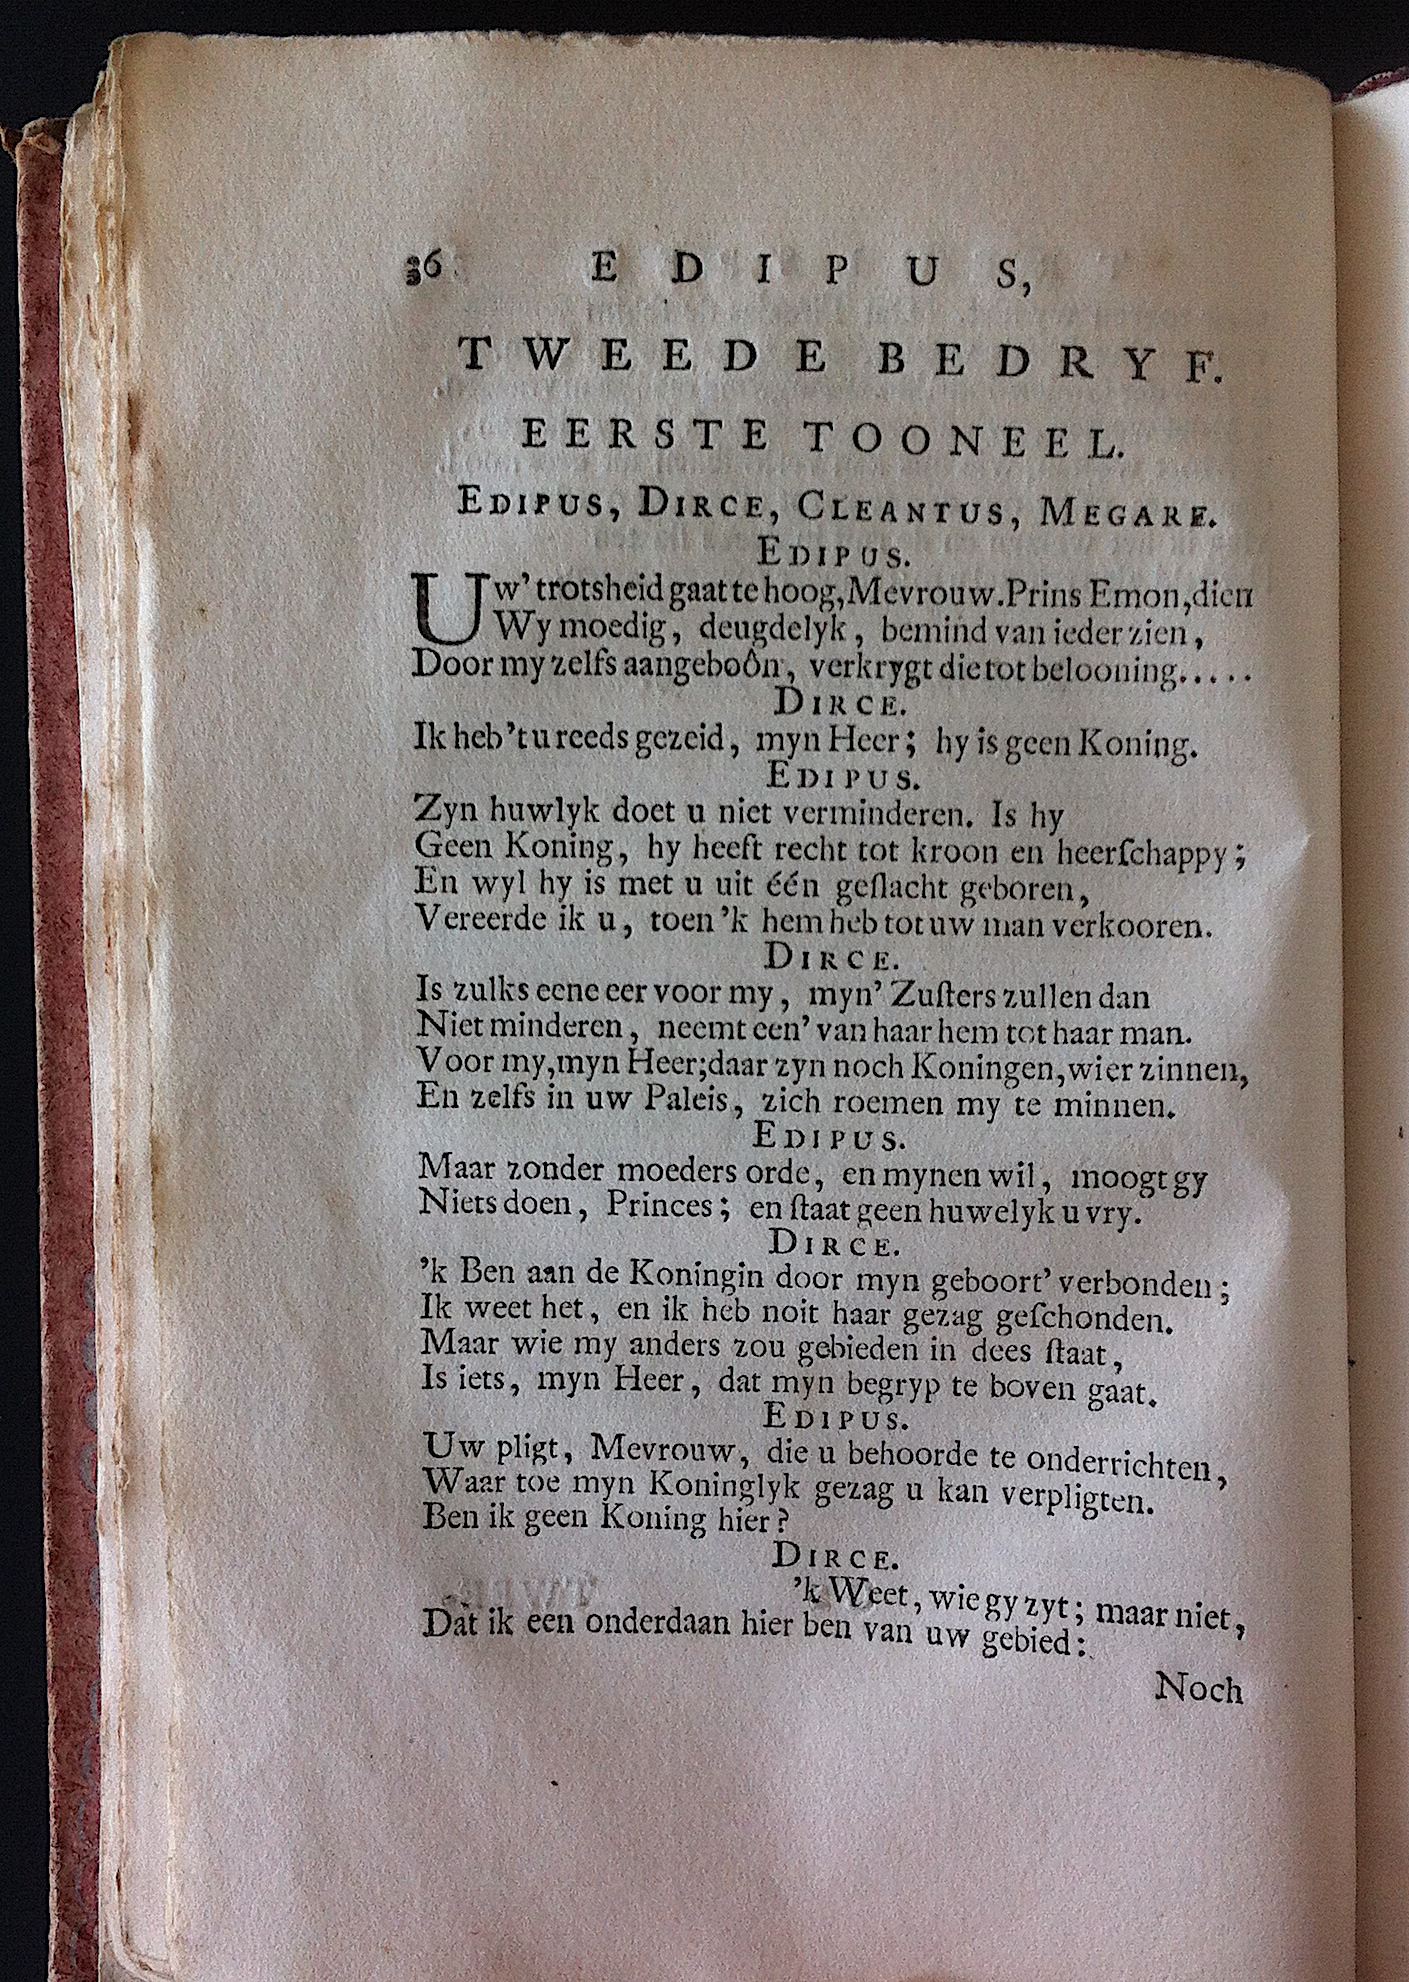 36 EDIPUS,
TWEEDE BEDRYF.
EERSTE TOONEEL.
EDIPUS, DIRCE, CLEANTUS, MEGARE.
EDIPUS.
Uw' trotsheid gaat te hoog, Mevrouw. Prins Emon, dien
Wy moedig, deugdelyk, bemind van ieder zien,
Door my zelfs aangeboôn, verkrygt die tot belooning.....
DIRCE.
Ik heb 't u reeds gezeid, myn Heer; hy is geen Koning.
EDIPUS.
Zyn huwlyk doet u niet verminderen. Is hy
Geen Koning, hy heeft recht tot kroon en heerſchappy;
En wyl hy is met u uit één geſlacht geboren,
Vereerde ik u, toen 'k hem heb tot uw man verkooren.
DIRCE.
Is zulks eene eer voor my, myn' Zuſters zullen dan
Niet minderen, neemt een' van haar hem tot haar man.
Voor my, myn Heer; daar zyn noch Koningen, wier zinnen,
En zelfs in uw Paleis, zich roemen my te minnen.
EDIPUS.
Maar zonder moeders orde, en mynen wil, moogt gy
Niets doen, Princes; en ſtaat geen huwelyk u vry.
DIRCE.
'k Ben aan de Koningin door myn geboort' verbonden;
Ik weet het, en ik heb noit haar gezag geſchonden.
Maar wie my anders zou gebieden in dees ſtaat,
Is iets, myn Heer, dat myn begryp te boven gaat.
EDIPUS.
Uw pligt, Mevrouw, die u behoorde te onderrichten,
Waar toe myn Koninglyk gezag u kan verpligten.
Ben ik geen Koning hier?
DIRCE.
'k Weet, wie gy zyt; maar niet,
Dat ik een onderdaan hier ben van uw gebied:
Noch